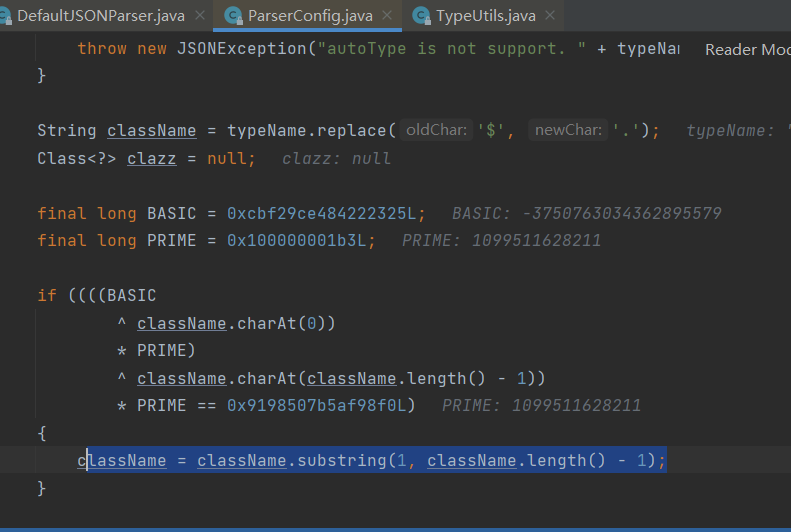 DefaultJSONParser.java × ParserConfig.java × TypeUtils.java ×
throw new JSONException("autoType is not support. " + typeNa
Reader Mod
}
String className = typeName.replace( oldChar: '$', newChar: '.'); typeName: "
Class<?> clazz = null; clazz: null
final long BASIC = 0xcbf29ce484222325L; BASIC: -3750763034362895579
final long PRIME = 0x100000001b3L; PRIME: 1099511628211
if ((((BASIC
^ className.charAt(0))
* PRIME)
^ className.charAt(className.length() - 1))
* PRIME == 0x9198507b5af98f0L) PRIME: 1099511628211
{
className = className.substring(1, className.length() - 1);
}